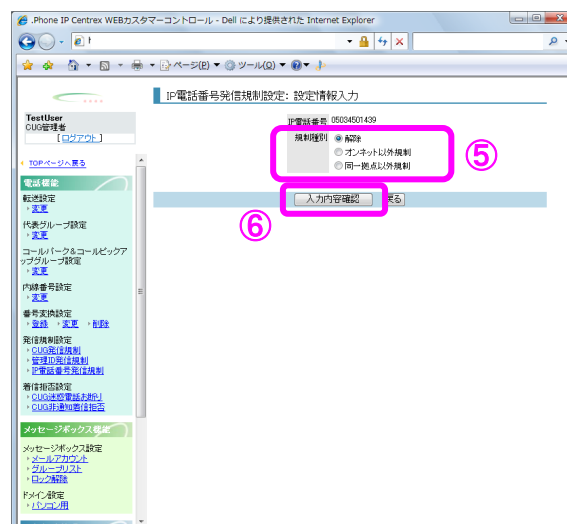 .Phone IP Centrex WEBカスタマーコントロール - Dell により提供された Internet Explorer
ページ(P) ツール(O)
TestUser
CUG管理者
[ログアウト]
TOPページへ戻る
電話機能
転送設定
変更
代表グループ設定
変更
コールパーク&コールピックア
ップグループ設定
変更
内線番号設定
変更
番号変換設定
登録 変更 削除
発信規制設定
CUG発信規制
管理ID発信規制
IP電話番号発信規制
着信拒否設定
CUG迷惑電話お断り
CUG非通知着信拒否
メッセージボックス機能
メッセージボックス設定
メールアカウント
グループリスト
ロック解除
ドメイン設定
パソコン用
IP電話番号発信規制設定: 設定情報入力
IP電話番号 05034501439
規制種別 解除
オンネット以外規制
同一拠点以外規制
⑤
入力内容確認 戻る
⑥